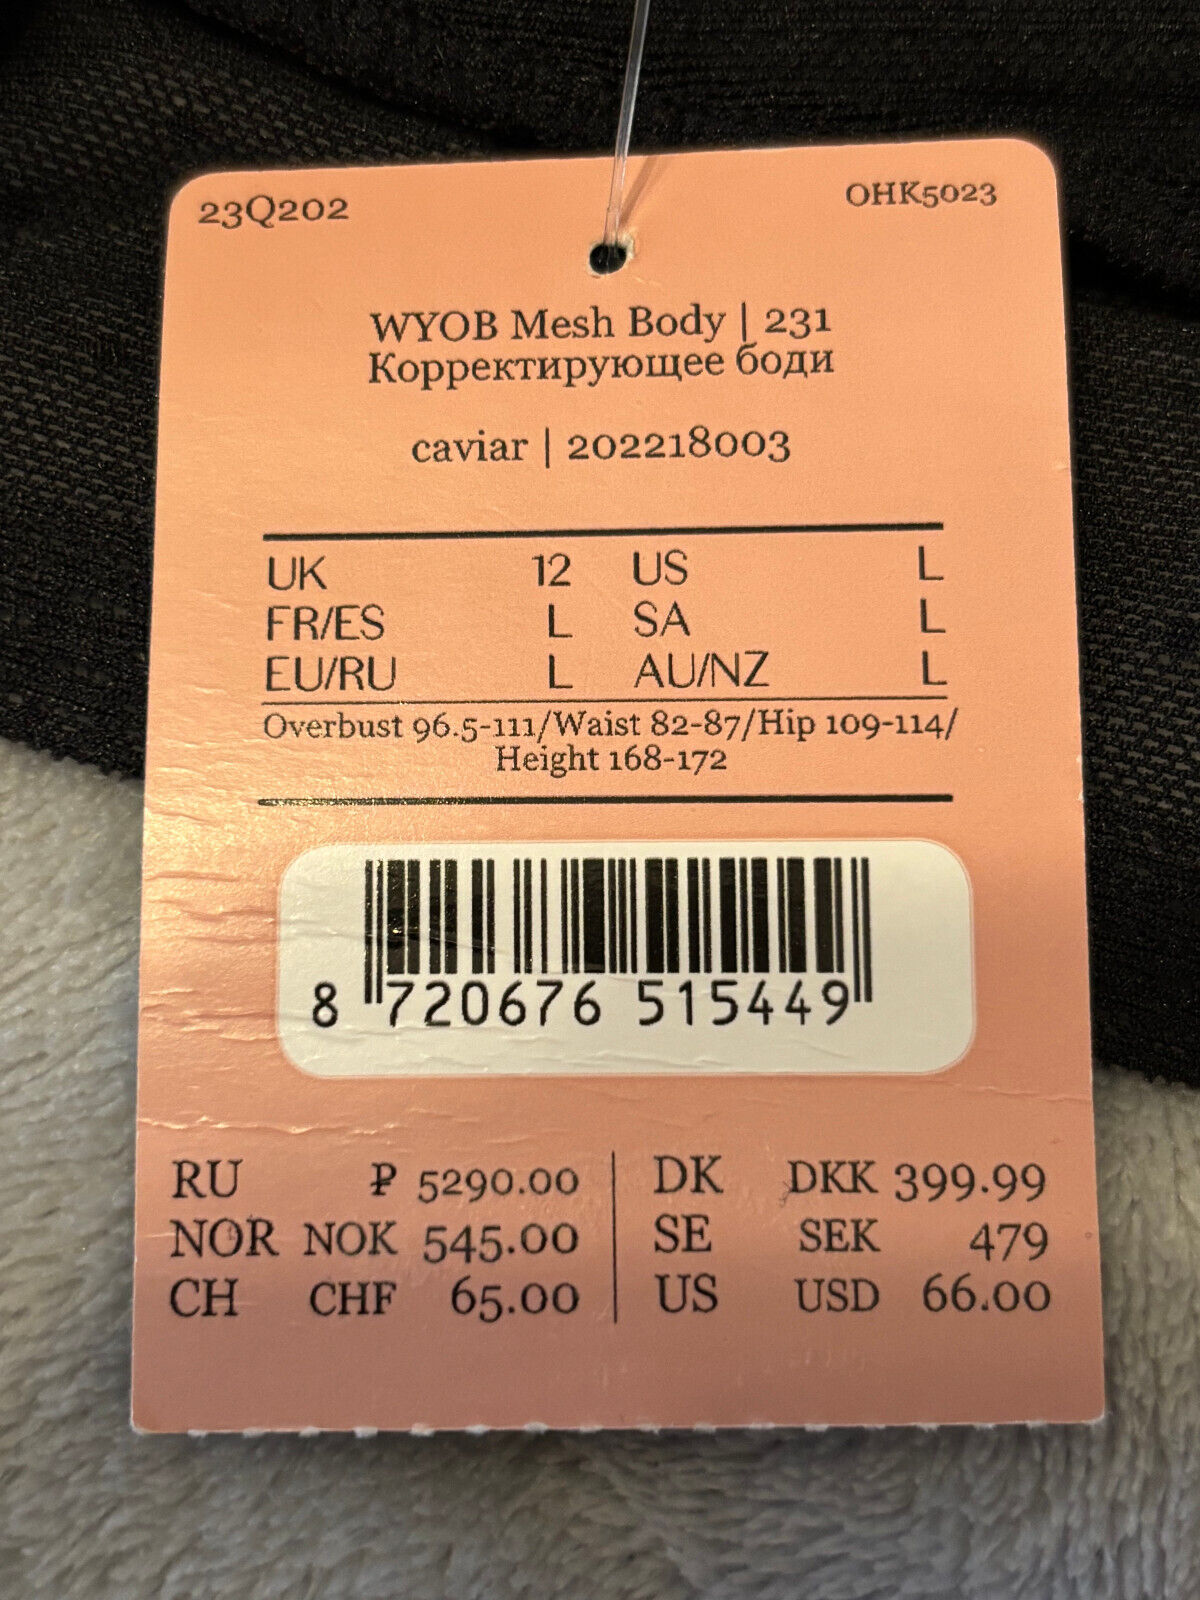 23Q202 OHK5023
WYOB Mesh Body | 231
Корректирующее боди
caviar | 202218003
UK 12 US L
FR/ES L SA L
EU/RU L AU/NZ L
Overbust 96.5-111/Waist 82-87/Hip 109-114/
Height 168-172
8 720676 515449
RU ₽ 5290.00 DK DKK 399.99
NOR NOK 545.00 SE SEK 479
CH CHF 65.00 US USD 66.00